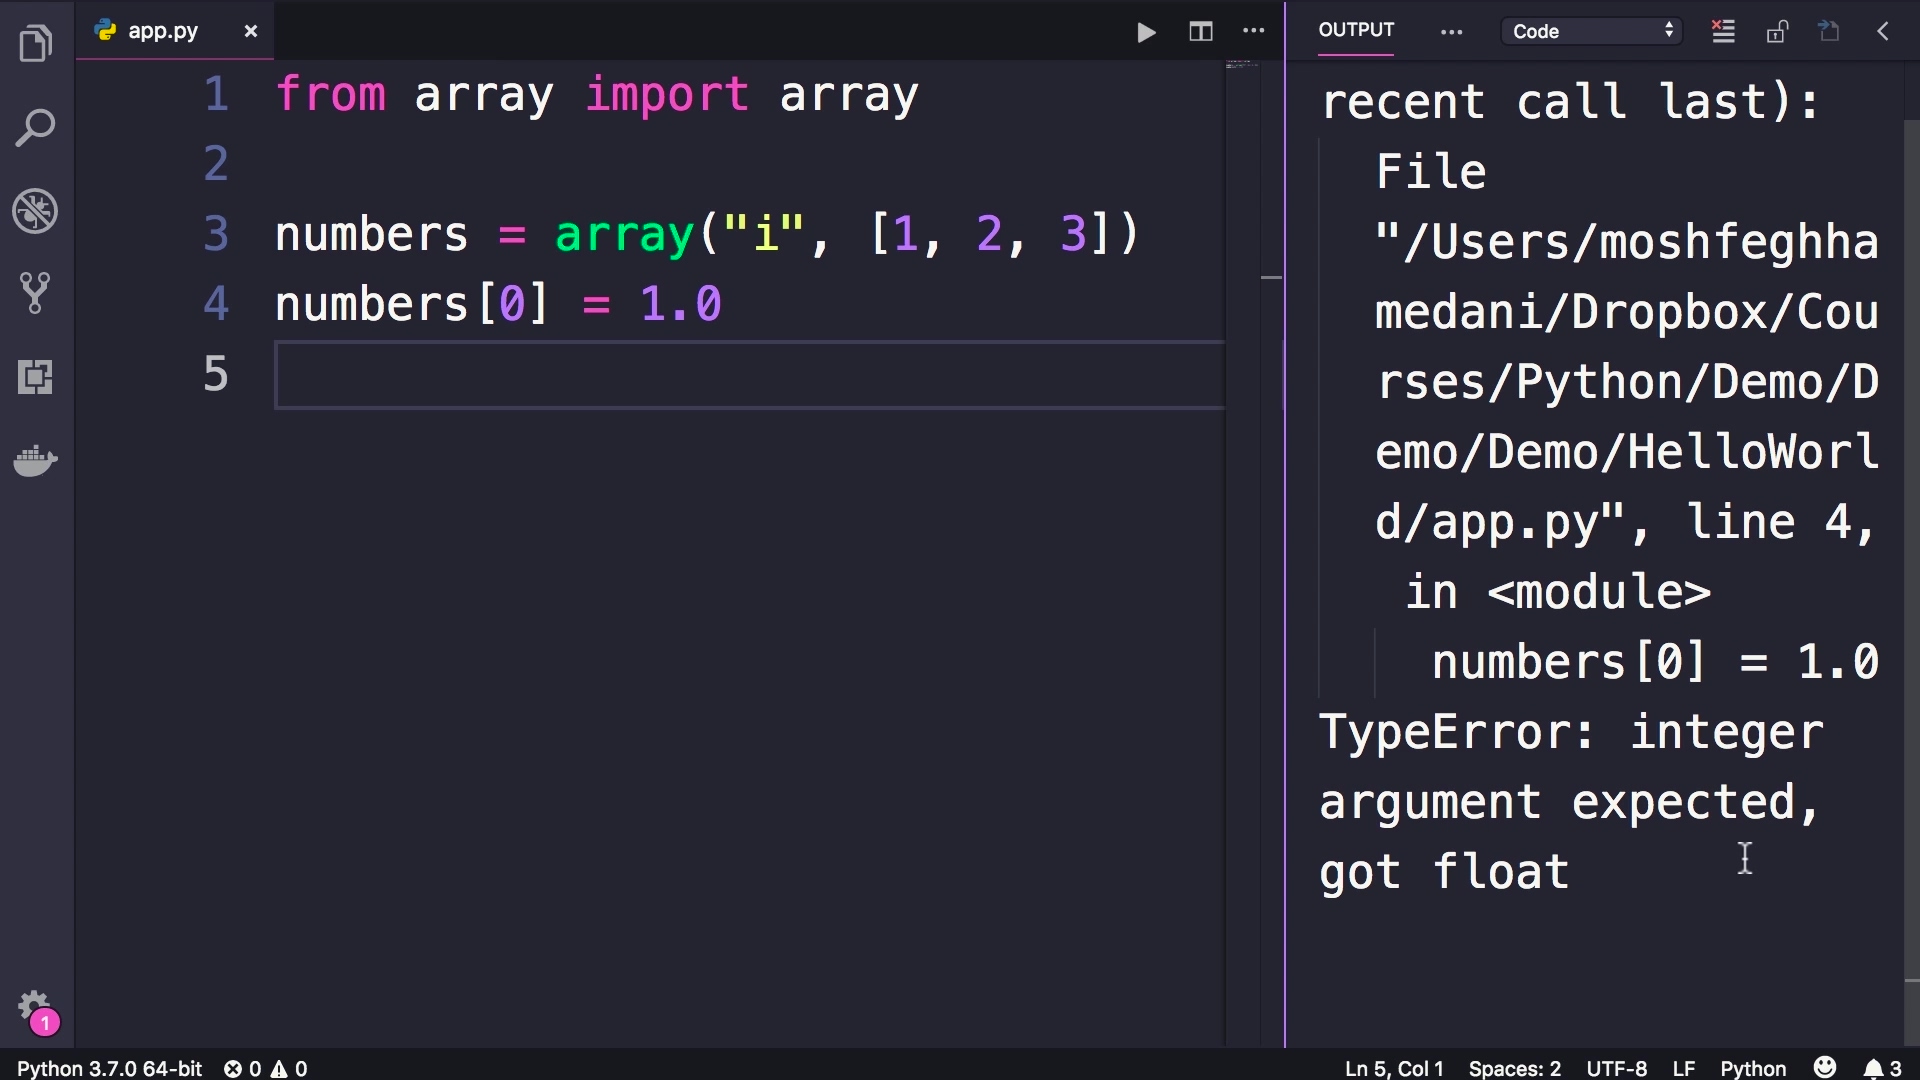 app.py
OUTPUT
Code
1 from array import array
2
3 numbers = array("i", [1, 2, 3])
4 numbers[0] = 1.0
5
recent call last):
File
"/Users/moshfeghha
medani/Dropbox/Cou
rses/Python/Demo/D
emo/Demo/HelloWorl
d/app.py", line 4,
in <module>
numbers[0] = 1.0
TypeError: integer
argument expected,
got float
1
Python 3.7.0 64-bit 0 0
Ln 5, Col 1 Spaces: 2 UTF-8 LF Python 3